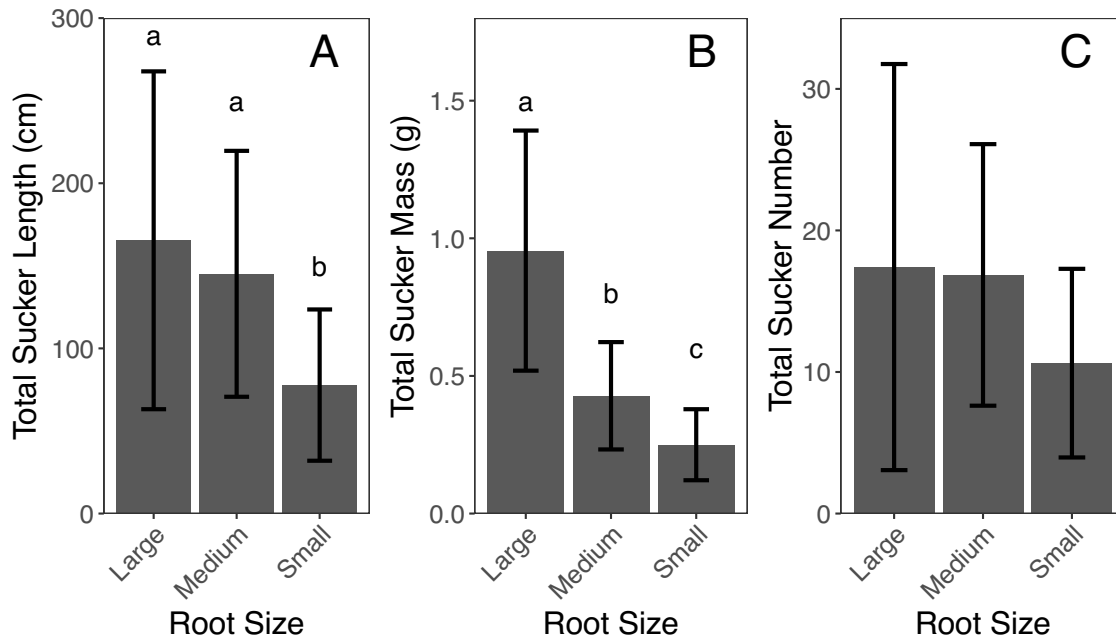 A
Total Sucker Length (cm)
300
200
100
0
a
a
b
Large
Medium
Small
Root Size
B
Total Sucker Mass (g)
1.5
1.0
0.5
0.0
a
b
c
Large
Medium
Small
Root Size
C
Total Sucker Number
30
20
10
0
Large
Medium
Small
Root Size